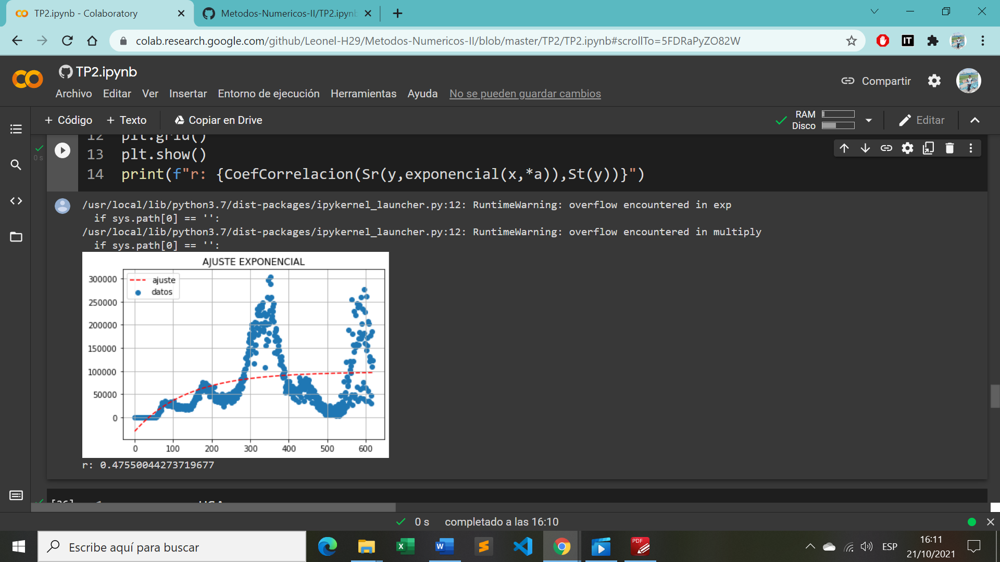 TP2.ipynb - Colaboratory
Metodos-Numericos-II/TP2.ipynb
colab.research.google.com/github/Leonel-H29/Metodos-Numericos-II/blob/master/TP2/TP2.ipynb#scrollTo=5FDRaPyZO82W
IT
TP2.ipynb
Compartir
Archivo Editar Ver Insertar Entorno de ejecución Herramientas Ayuda No se pueden guardar cambios
+ Código + Texto Copiar en Drive
RAM
Disco
Editar
0 s
12 plt.grid()
13 plt.show()
14 print(f"r: {CoefCorrelacion(Sr(y,exponencial(x,*a)),St(y))}")
/usr/local/lib/python3.7/dist-packages/ipykernel_launcher.py:12: RuntimeWarning: overflow encountered in exp
if sys.path[0] == '':
/usr/local/lib/python3.7/dist-packages/ipykernel_launcher.py:12: RuntimeWarning: overflow encountered in multiply
if sys.path[0] == '':
AJUSTE EXPONENCIAL
ajuste
datos
300000
250000
200000
150000
100000
50000
0
0 100 200 300 400 500 600
r: 0.47550044273719677
0 s completado a las 16:10
Escribe aquí para buscar
X
W
PDF
ESP
16:11
21/10/2021